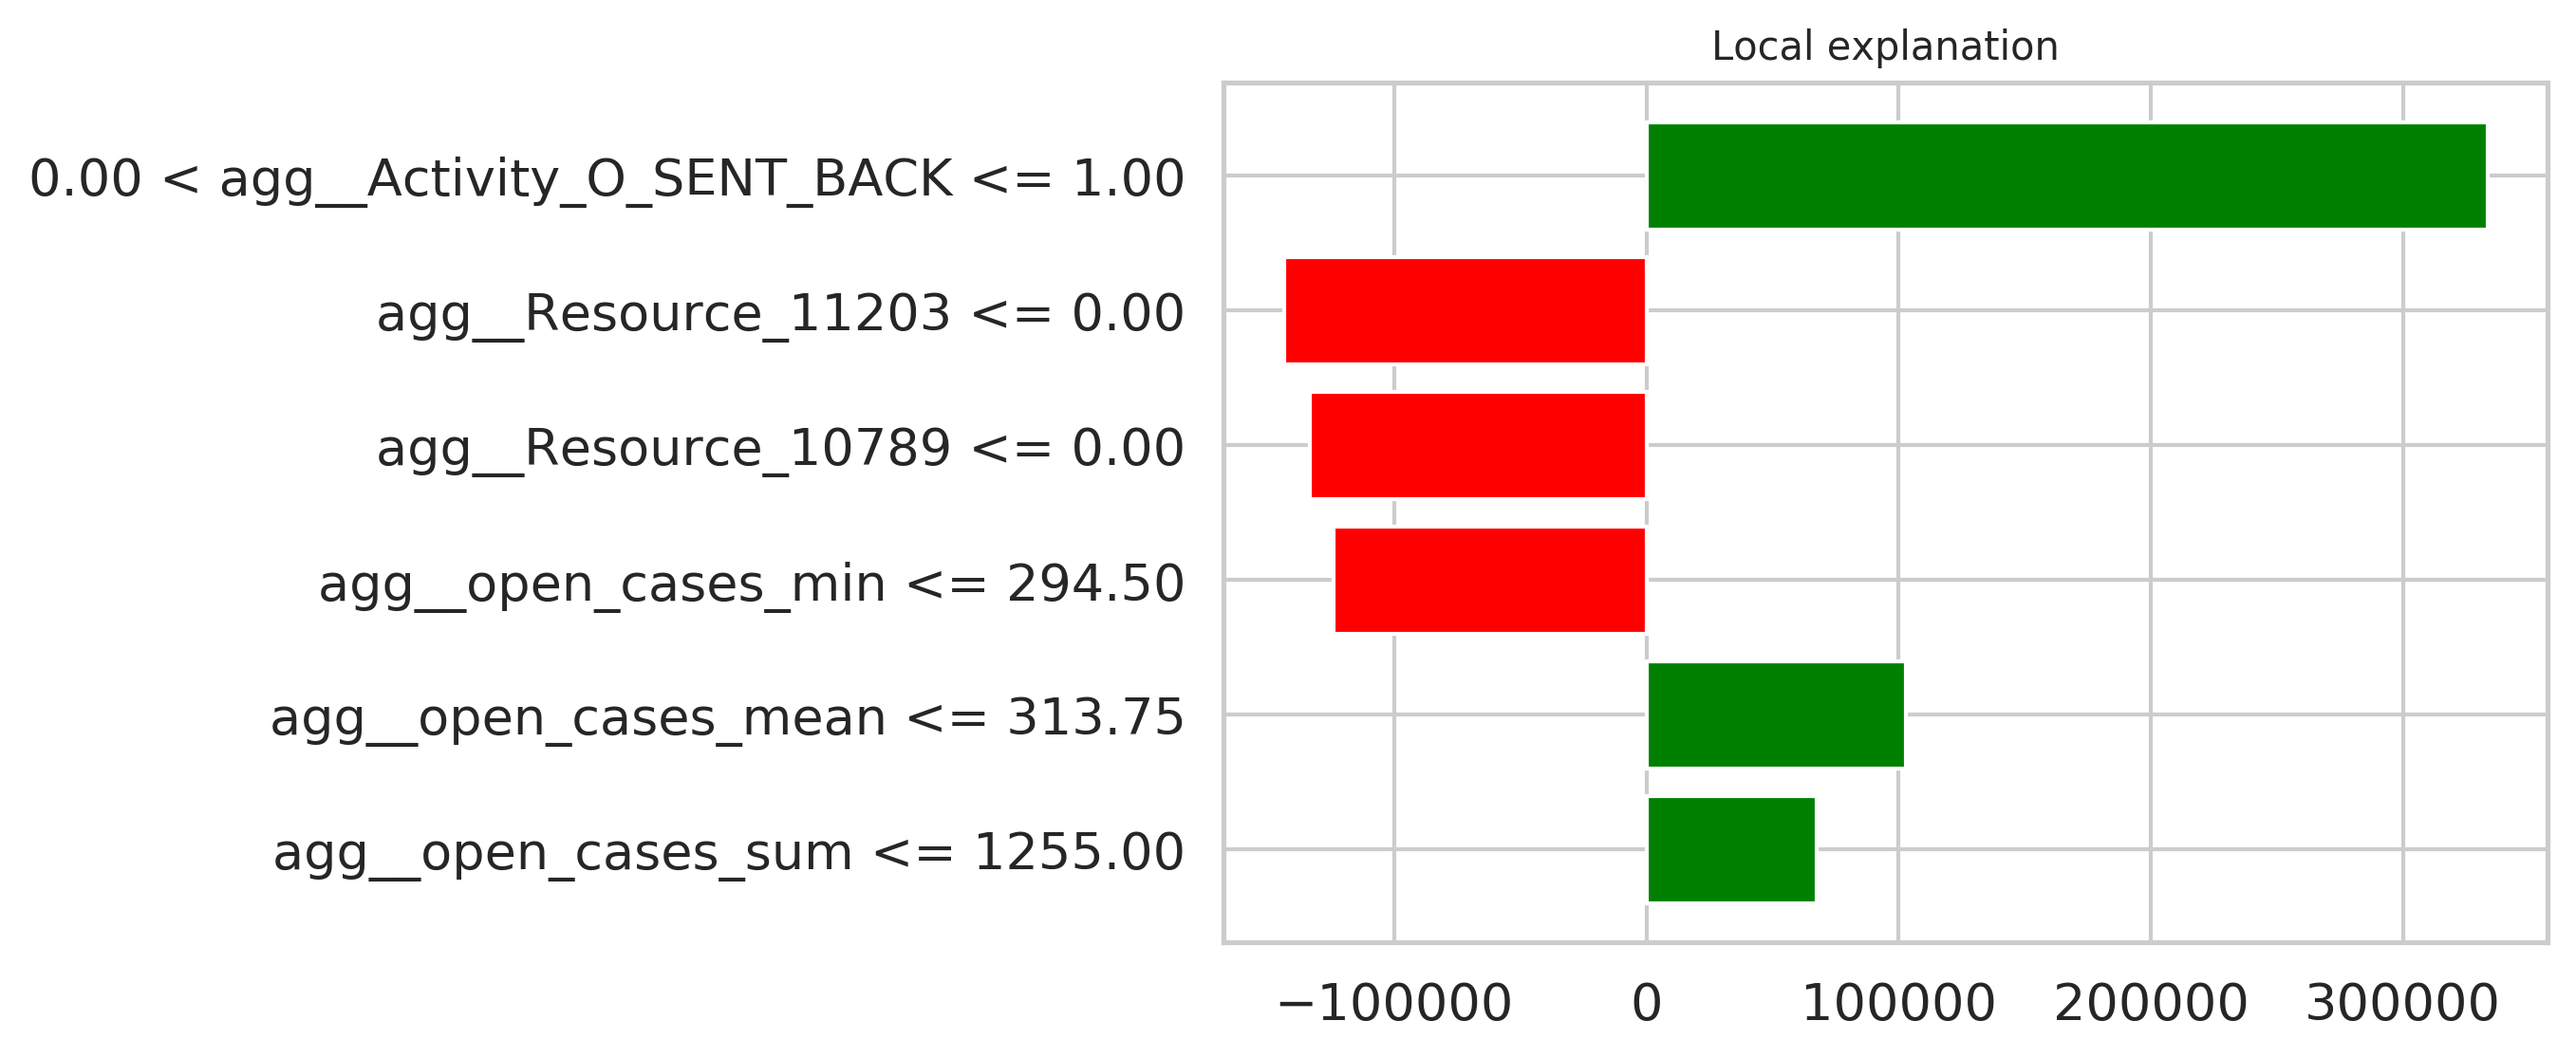 Local explanation
0.00 < agg__Activity_O_SENT_BACK <= 1.00
agg__Resource_11203 <= 0.00
agg__Resource_10789 <= 0.00
agg__open_cases_min <= 294.50
agg__open_cases_mean <= 313.75
agg__open_cases_sum <= 1255.00
−100000 0 100000 200000 300000